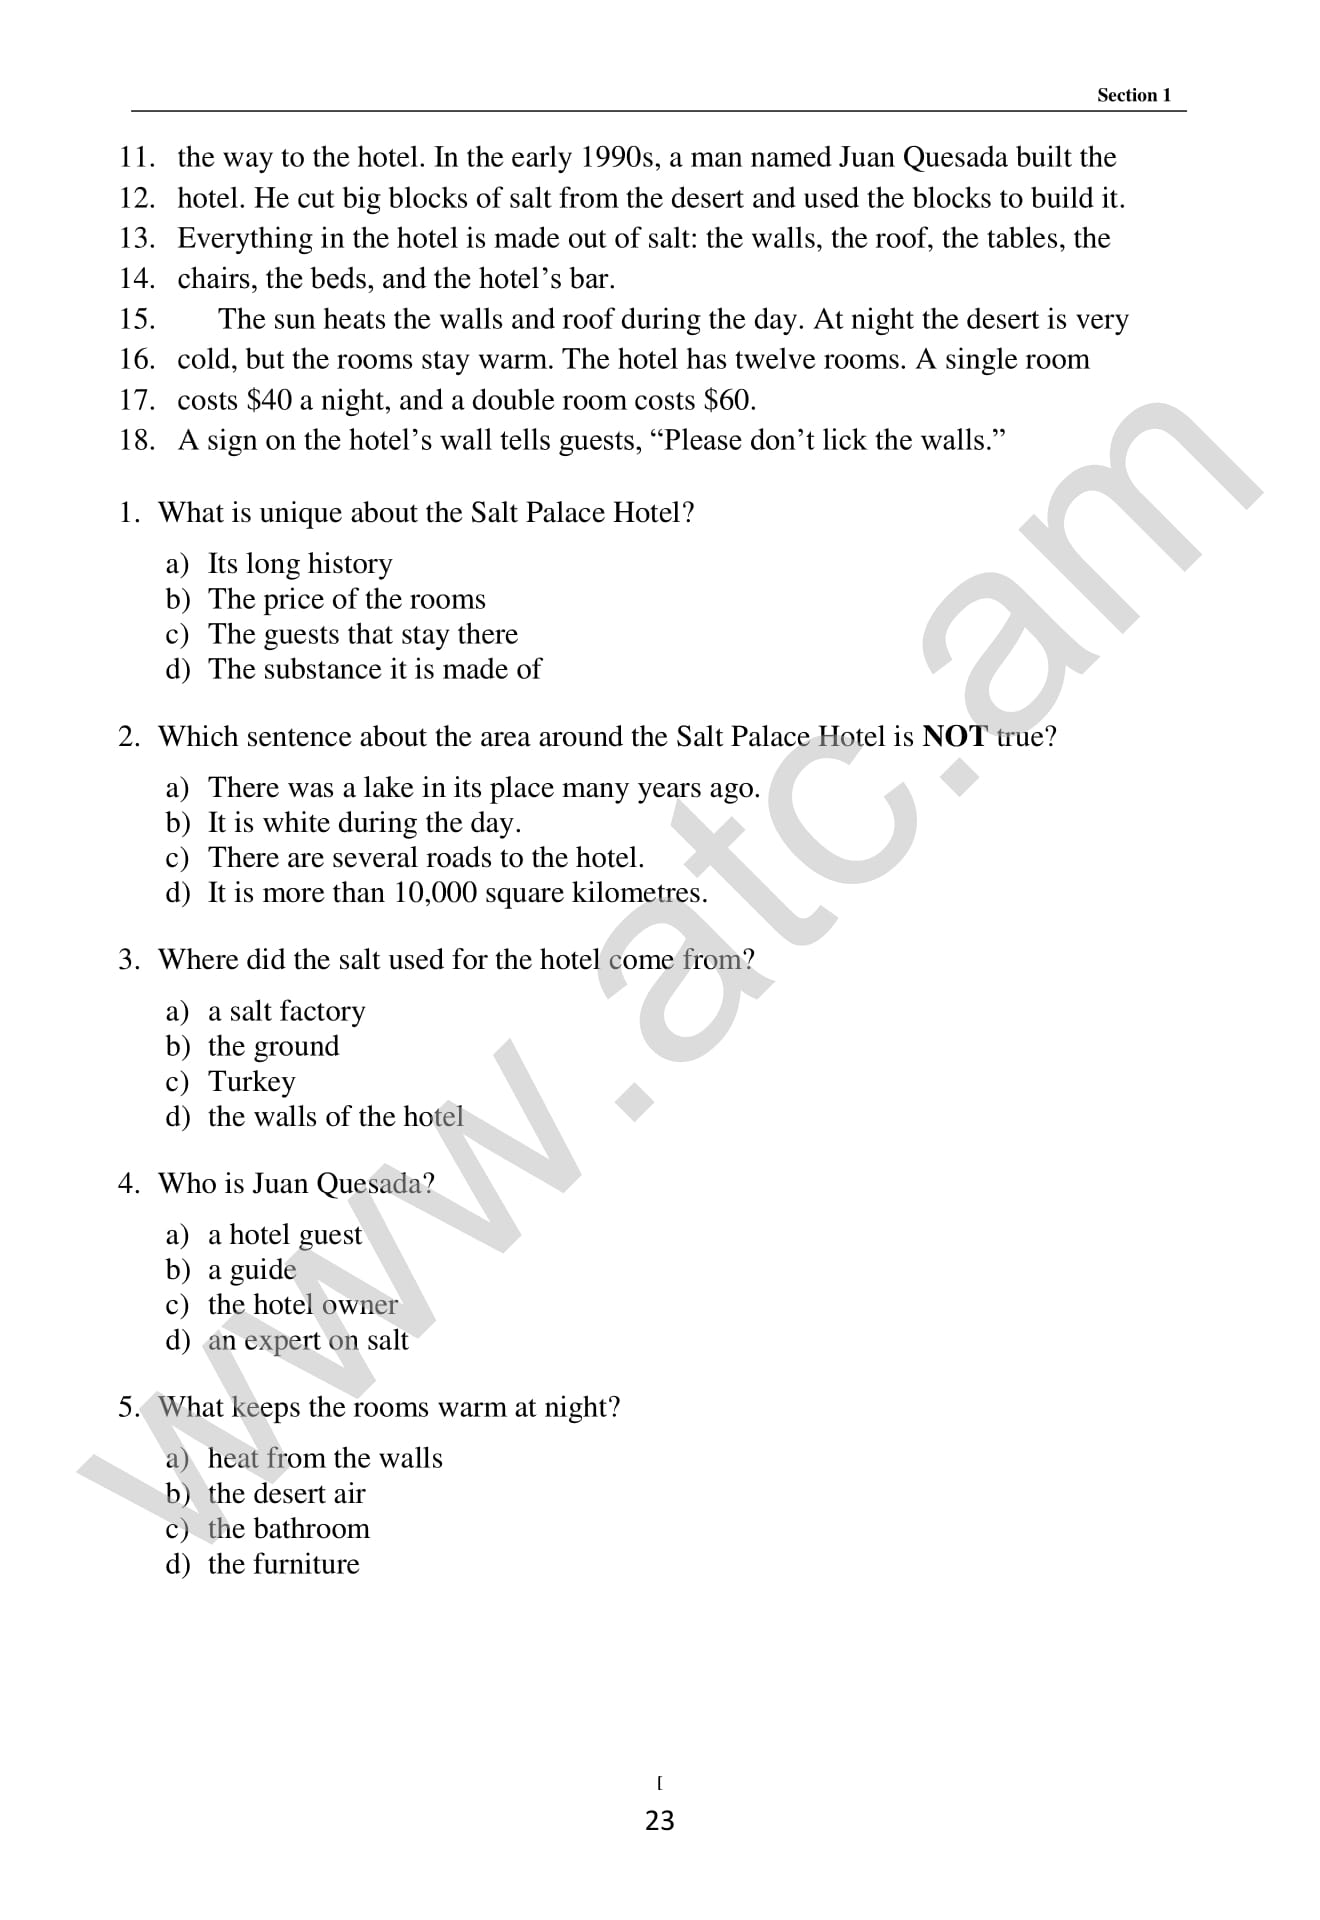 Section 1
11. the way to the hotel. In the early 1990s, a man named Juan Quesada built the
12. hotel. He cut big blocks of salt from the desert and used the blocks to build it.
13. Everything in the hotel is made out of salt: the walls, the roof, the tables, the
14. chairs, the beds, and the hotel’s bar.
15. The sun heats the walls and roof during the day. At night the desert is very
16. cold, but the rooms stay warm. The hotel has twelve rooms. A single room
17. costs $40 a night, and a double room costs $60.
18. A sign on the hotel’s wall tells guests, “Please don’t lick the walls.”
1. What is unique about the Salt Palace Hotel?
a) Its long history
b) The price of the rooms
c) The guests that stay there
d) The substance it is made of
2. Which sentence about the area around the Salt Palace Hotel is NOT true?
a) There was a lake in its place many years ago.
b) It is white during the day.
c) There are several roads to the hotel.
d) It is more than 10,000 square kilometres.
3. Where did the salt used for the hotel come from?
a) a salt factory
b) the ground
c) Turkey
d) the walls of the hotel
4. Who is Juan Quesada?
a) a hotel guest
b) a guide
c) the hotel owner
d) an expert on salt
5. What keeps the rooms warm at night?
a) heat from the walls
b) the desert air
c) the bathroom
d) the furniture
[
23
www.atc.am